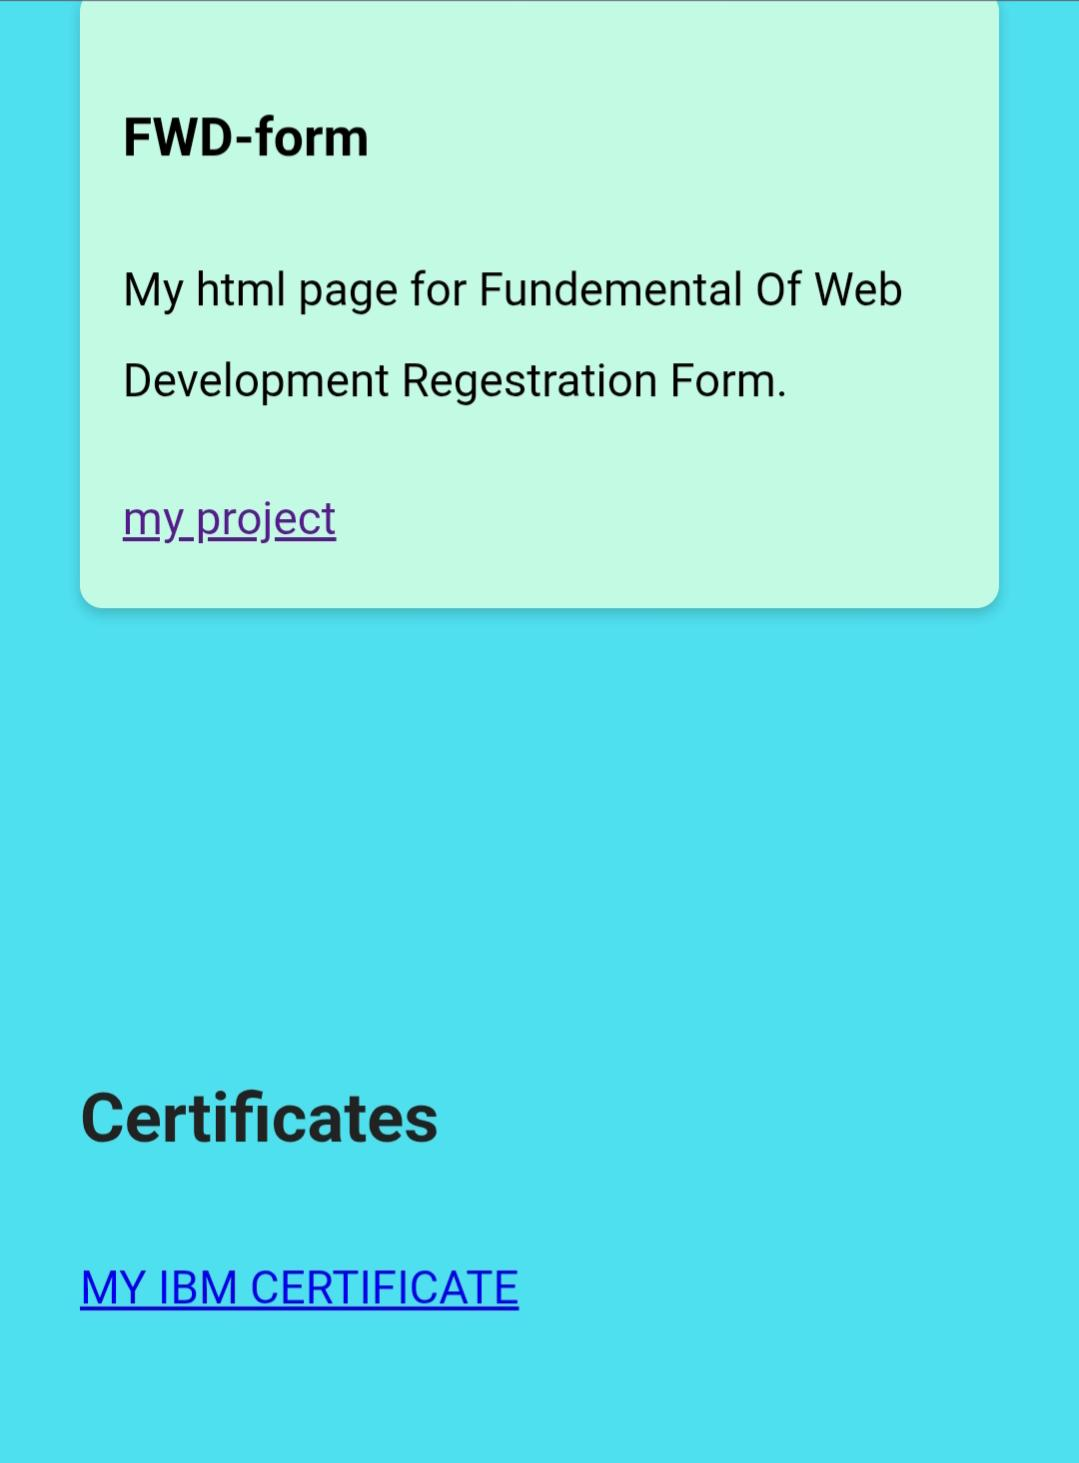 FWD-form
My html page for Fundemental Of Web
Development Regestration Form.
my project
Certificates
MY IBM CERTIFICATE